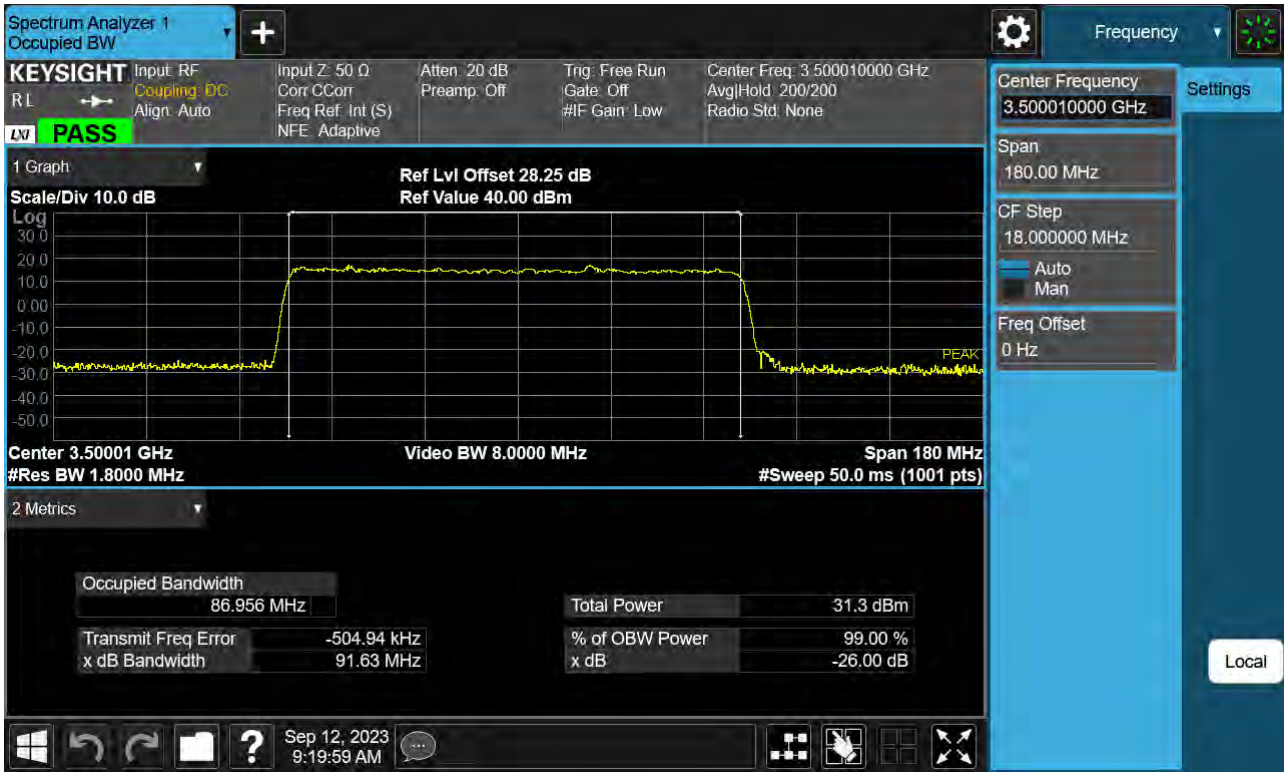 Spectrum Analyzer 1
Occupied BW
+
Frequency
KEYSIGHT
R L
LXI
PASS
Input: RF
Coupling: DC
Align: Auto
Input Z: 50 Ω
Corr CCorr
Freq Ref: Int (S)
NFE: Adaptive
Atten: 20 dB
Preamp: Off
Trig: Free Run
Gate: Off
#IF Gain: Low
Center Freq: 3.500010000 GHz
Avg|Hold: 200/200
Radio Std: None
Center Frequency
3.500010000 GHz
Settings
Span
180.00 MHz
CF Step
18.000000 MHz
Auto
Man
Freq Offset
0 Hz
1 Graph
Scale/Div 10.0 dB
Ref Lvl Offset 28.25 dB
Ref Value 40.00 dBm
Log
30.0
20.0
10.0
0.00
-10.0
-20.0
-30.0
-40.0
-50.0
PEAK
Center 3.50001 GHz
#Res BW 1.8000 MHz
Video BW 8.0000 MHz
Span 180 MHz
#Sweep 50.0 ms (1001 pts)
2 Metrics
Occupied Bandwidth
86.956 MHz
Total Power 31.3 dBm
Transmit Freq Error -504.94 kHz
% of OBW Power 99.00 %
x dB Bandwidth 91.63 MHz
x dB -26.00 dB
Local
?
Sep 12, 2023
9:19:59 AM